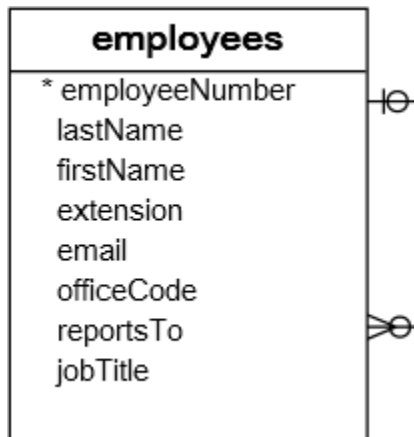 employees
* employeeNumber
lastName
firstName
extension
email
officeCode
reportsTo
jobTitle